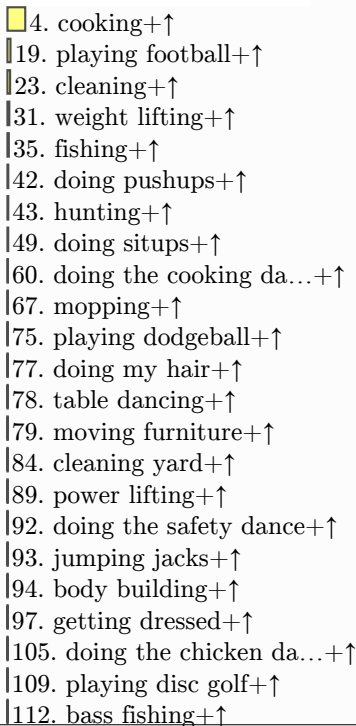 4. cooking+↑
19. playing football+↑
23. cleaning+↑
31. weight lifting+↑
35. fishing+↑
42. doing pushups+↑
43. hunting+↑
49. doing situps+↑
60. doing the cooking da...+↑
67. mopping+↑
75. playing dodgeball+↑
77. doing my hair+↑
78. table dancing+↑
79. moving furniture+↑
84. cleaning yard+↑
89. power lifting+↑
92. doing the safety dance+↑
93. jumping jacks+↑
94. body building+↑
97. getting dressed+↑
105. doing the chicken da...+↑
109. playing disc golf+↑
112. bass fishing+↑